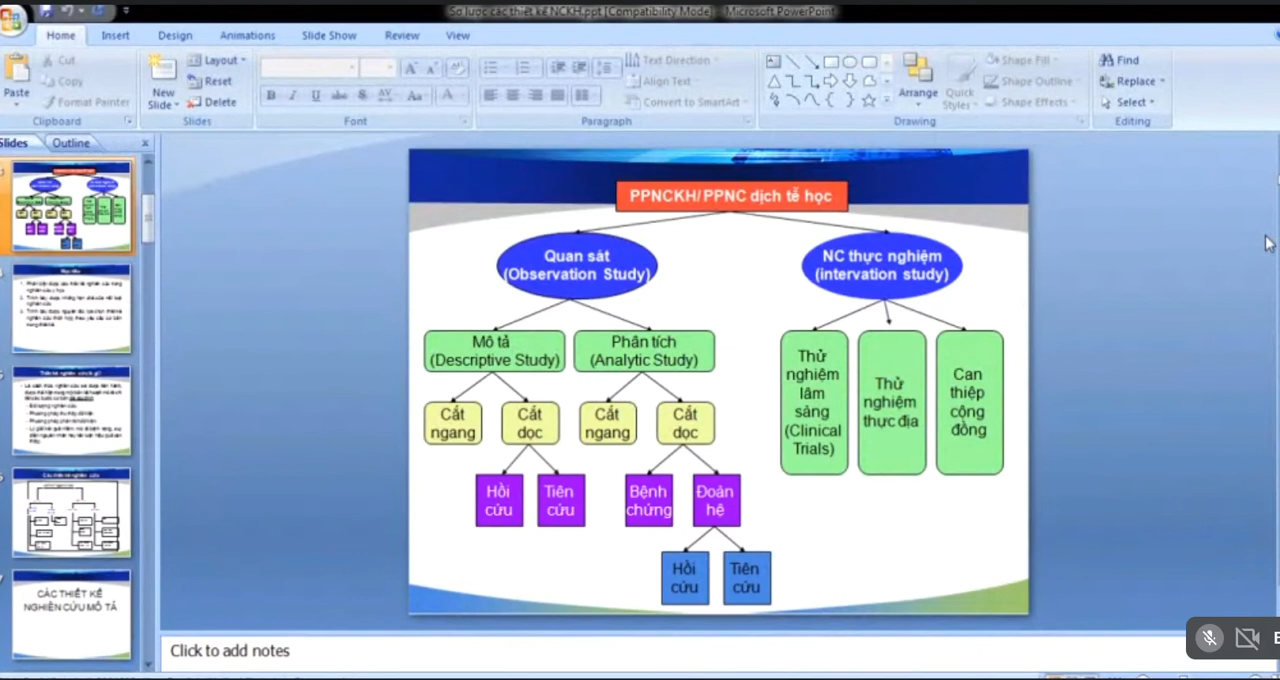 Sơ lược các thiết kế NCKH.ppt [Compatibility Mode] - Microsoft PowerPoint
Home Insert Design Animations Slide Show Review View
Cut
Copy
Format Painter
Paste
Clipboard
New
Slide
Layout
Reset
Delete
Slides
B I U abc S AV Aa A
Font
Text Direction
Align Text
Convert to SmartArt
Paragraph
Arrange
Quick
Styles
Shape Fill
Shape Outline
Shape Effects
Drawing
Find
Replace
Select
Editing
Slides Outline
PPNCKH/ PPNC dịch tễ học
Quan sát
(Observation Study)
NC thực nghiệm
(intervation study)
Mô tả
(Descriptive Study)
Phân tích
(Analytic Study)
Thử
nghiệm
lâm
sàng
(Clinical
Trials)
Thử
nghiệm
thực địa
Can
thiệp
cộng
đồng
Cắt
ngang
Cắt
dọc
Cắt
ngang
Cắt
dọc
Hồi
cứu
Tiên
cứu
Bệnh
chứng
Đoàn
hệ
Hồi
cứu
Tiên
cứu
CÁC THIẾT KẾ
NGHIÊN CỨU MÔ TẢ
Click to add notes